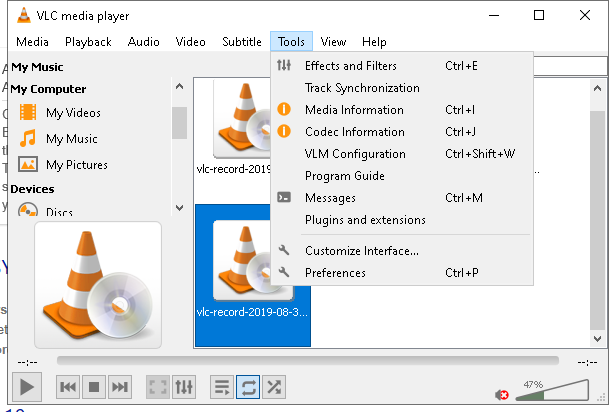 VLC media player
Media Playback Audio Video Subtitle Tools View Help
My Music
My Computer
My Videos
My Music
My Pictures
Devices
Discs
Effects and Filters Ctrl+E
Track Synchronization
Media Information Ctrl+I
Codec Information Ctrl+J
VLM Configuration Ctrl+Shift+W
Program Guide
Messages Ctrl+M
Plugins and extensions
Customize Interface...
Preferences Ctrl+P
vlc-record-2019
vlc-record-2019-08-3...
--:-- --:--
47%